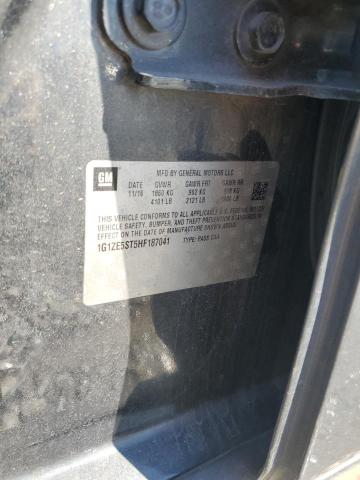 GM
MFD BY GENERAL MOTORS LLC
DATE GVWR GAWR FRT GAWR RR
11/16 1860 KG 962 KG KG
4101 LB 2121 LB LB
THIS VEHICLE CONFORMS TO ALL APPLICABLE U.S. FEDERAL MOTOR
VEHICLE SAFETY, BUMPER, AND THEFT PREVENTION STANDARDS IN
EFFECT ON THE DATE OF MANUFACTURE SHOWN ABOVE.
1G1ZE5ST5HF187041 TYPE: PASS CAR